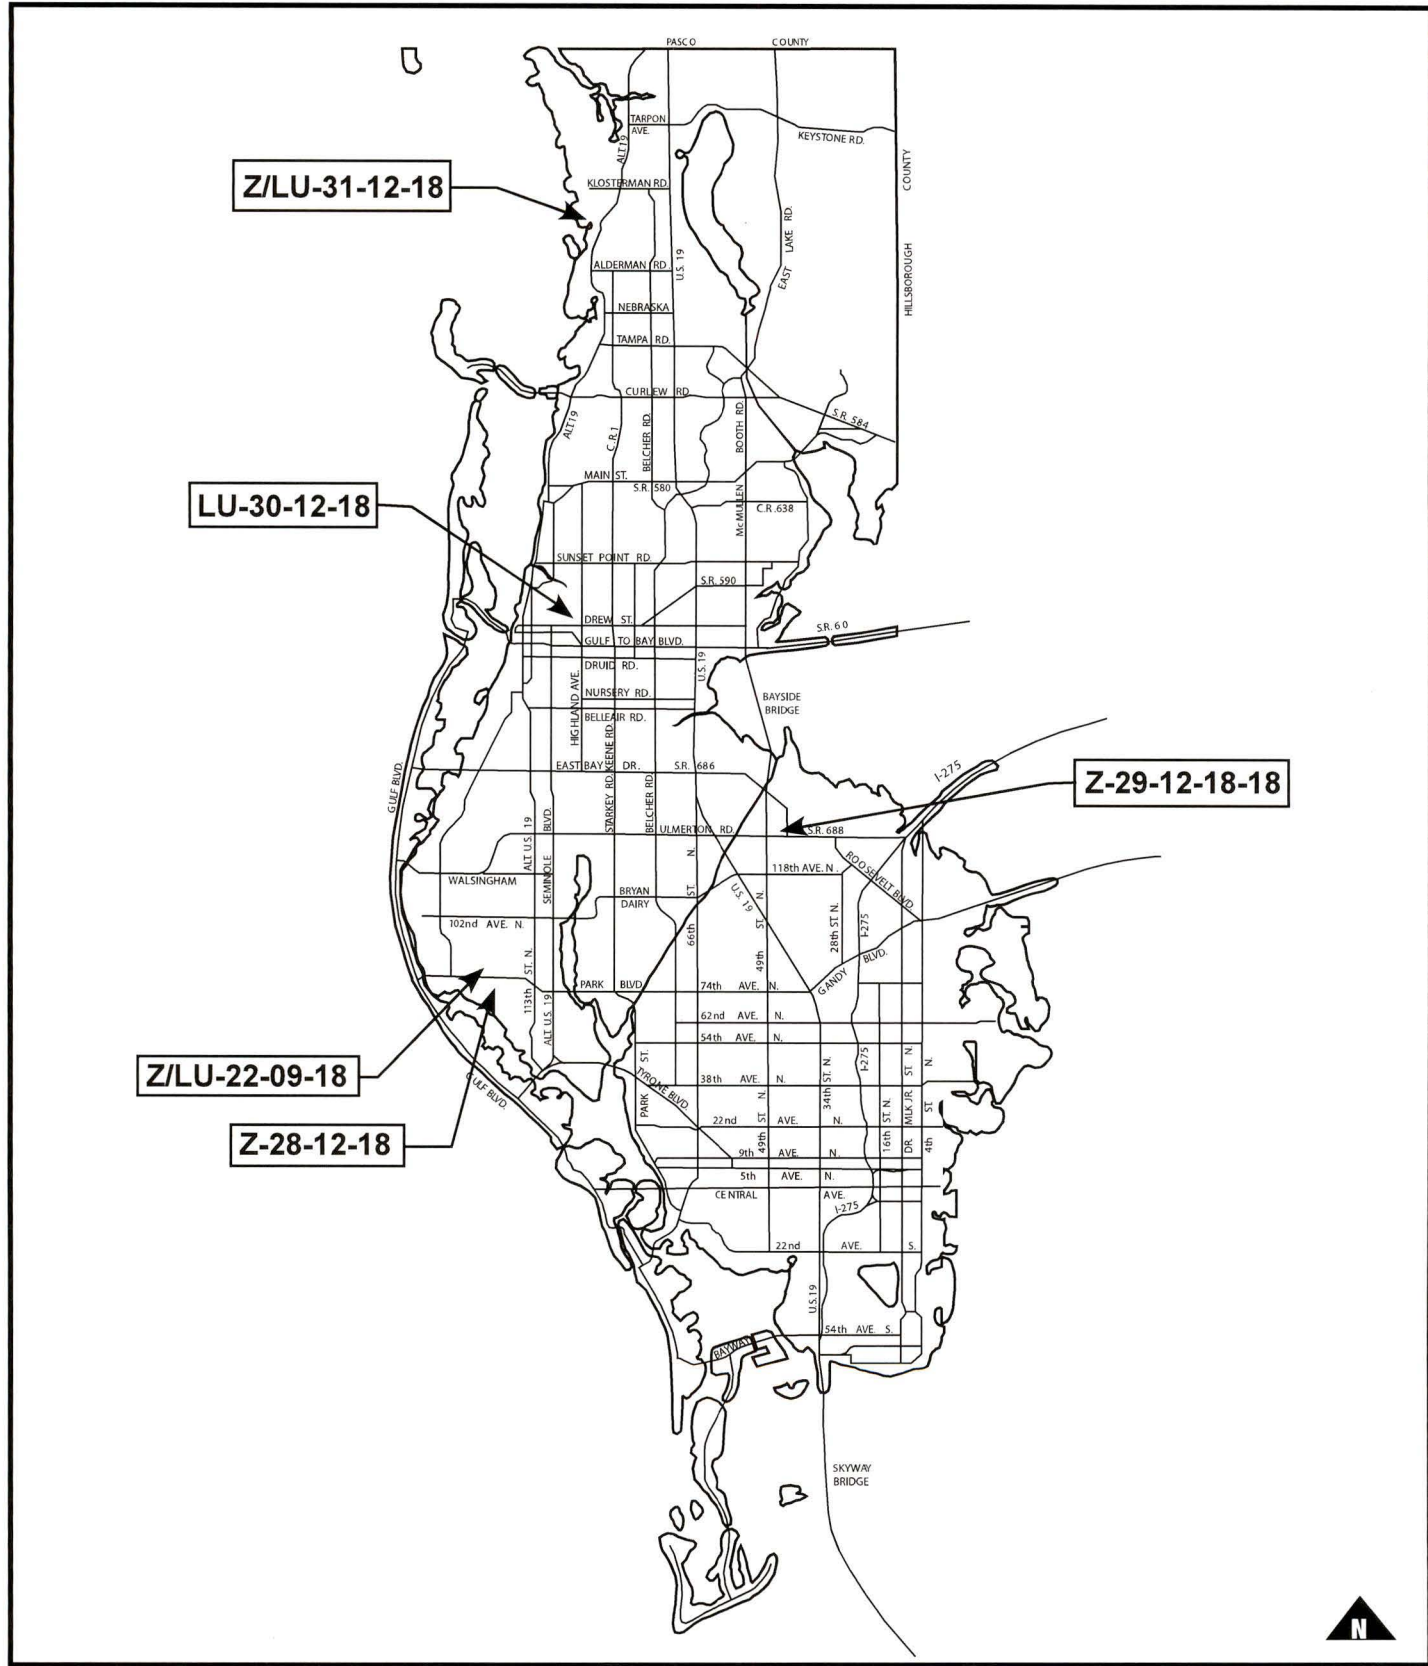 PASCO COUNTY
TARPON
AVE.
KEYSTONE RD.
ALT 19
COUNTY
Z/LU-31-12-18
KLOSTERMAN RD.
EAST LAKE RD.
HILLSBOROUGH
U.S. 19
ALDERMAN RD.
NEBRASKA
TAMPA RD.
CURLEW RD
ALT 19
C.R.1
BELCHER RD.
BOOTH RD.
S.R. 584
MAIN ST.
S.R. 580
McMULLEN
C.R.638
LU-30-12-18
SUNSET POINT RD.
S.R. 590
DREW ST.
S.R. 60
GULF TO BAY BLVD.
DRUID RD.
U.S. 19
HIGHLAND AVE.
NURSERY RD.
BAYSIDE
BRIDGE
BELLEAIR RD.
KEENE RD.
EAST BAY DR. S.R. 686
GULF BLVD.
I-275
Z-29-12-18-18
STARKEY RD.
BELCHER RD.
ALT U.S. 19
SEMINOLE BLVD.
ULMERTON RD.
S.R. 688
WALSINGHAM
118th AVE. N.
ROOSEVELT BLVD.
BRYAN
DAIRY
66th ST. N.
U.S. 19
49th ST. N.
28th ST. N.
I-275
102nd AVE. N.
GANDY BLVD.
113th ST. N.
ALT U.S. 19
PARK BLVD.
74th AVE. N.
62nd AVE. N.
54th AVE. N.
Z/LU-22-09-18
GULF BLVD.
PARK ST.
TYRONE BLVD.
38th AVE. N.
34th ST. N.
I-275
16th ST. N.
DR MLK JR. ST. N.
4th ST N.
22nd AVE. N.
49th ST. N.
Z-28-12-18
9th AVE. N.
5th AVE. N.
CENTRAL AVE.
I-275
22nd AVE. S.
U.S.19
54th AVE. S.
BAYWAY
SKYWAY
BRIDGE
N